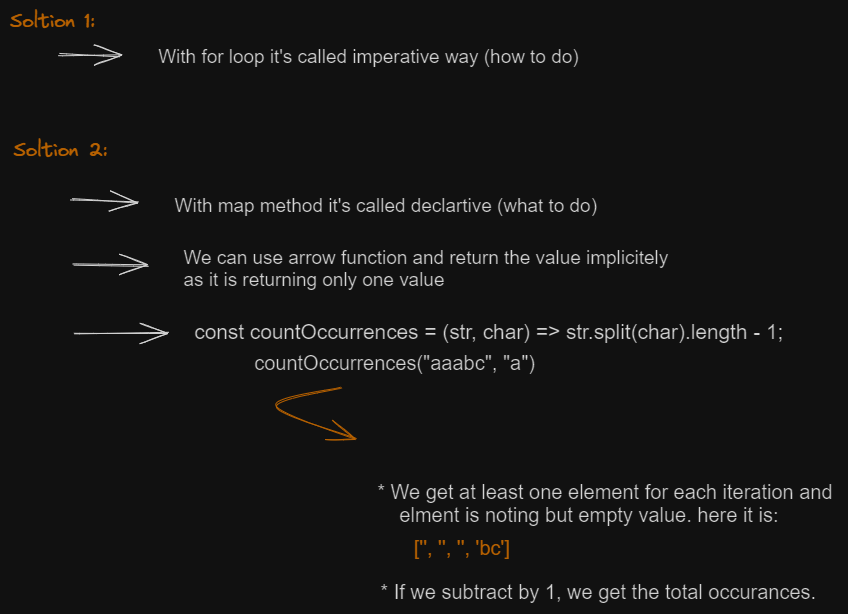 Soltion 1:
With for loop it's called imperative way (how to do)
Soltion 2:
With map method it's called declartive (what to do)
We can use arrow function and return the value implicitely
as it is returning only one value
const countOccurrences = (str, char) => str.split(char).length - 1;
countOccurrences("aaabc", "a")
* We get at least one element for each iteration and
elment is noting but empty value. here it is:
['', '', '', 'bc']
* If we subtract by 1, we get the total occurances.